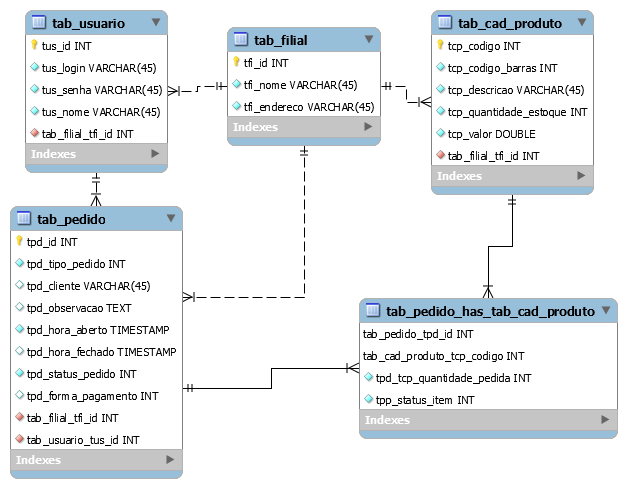 tab_usuario
tus_id INT
tus_login VARCHAR(45)
tus_senha VARCHAR(45)
tus_nome VARCHAR(45)
tab_filial_tfi_id INT
Indexes
tab_filial
tfi_id INT
tfi_nome VARCHAR(45)
tfi_endereco VARCHAR(45)
Indexes
tab_cad_produto
tcp_codigo INT
tcp_codigo_barras INT
tcp_descricao VARCHAR(45)
tcp_quantidade_estoque INT
tcp_valor DOUBLE
tab_filial_tfi_id INT
Indexes
tab_pedido
tpd_id INT
tpd_tipo_pedido INT
tpd_cliente VARCHAR(45)
tpd_observacao TEXT
tpd_hora_aberto TIMESTAMP
tpd_hora_fechado TIMESTAMP
tpd_status_pedido INT
tpd_forma_pagamento INT
tab_filial_tfi_id INT
tab_usuario_tus_id INT
Indexes
tab_pedido_has_tab_cad_produto
tab_pedido_tpd_id INT
tab_cad_produto_tcp_codigo INT
tpd_tcp_quantidade_pedida INT
tpp_status_item INT
Indexes